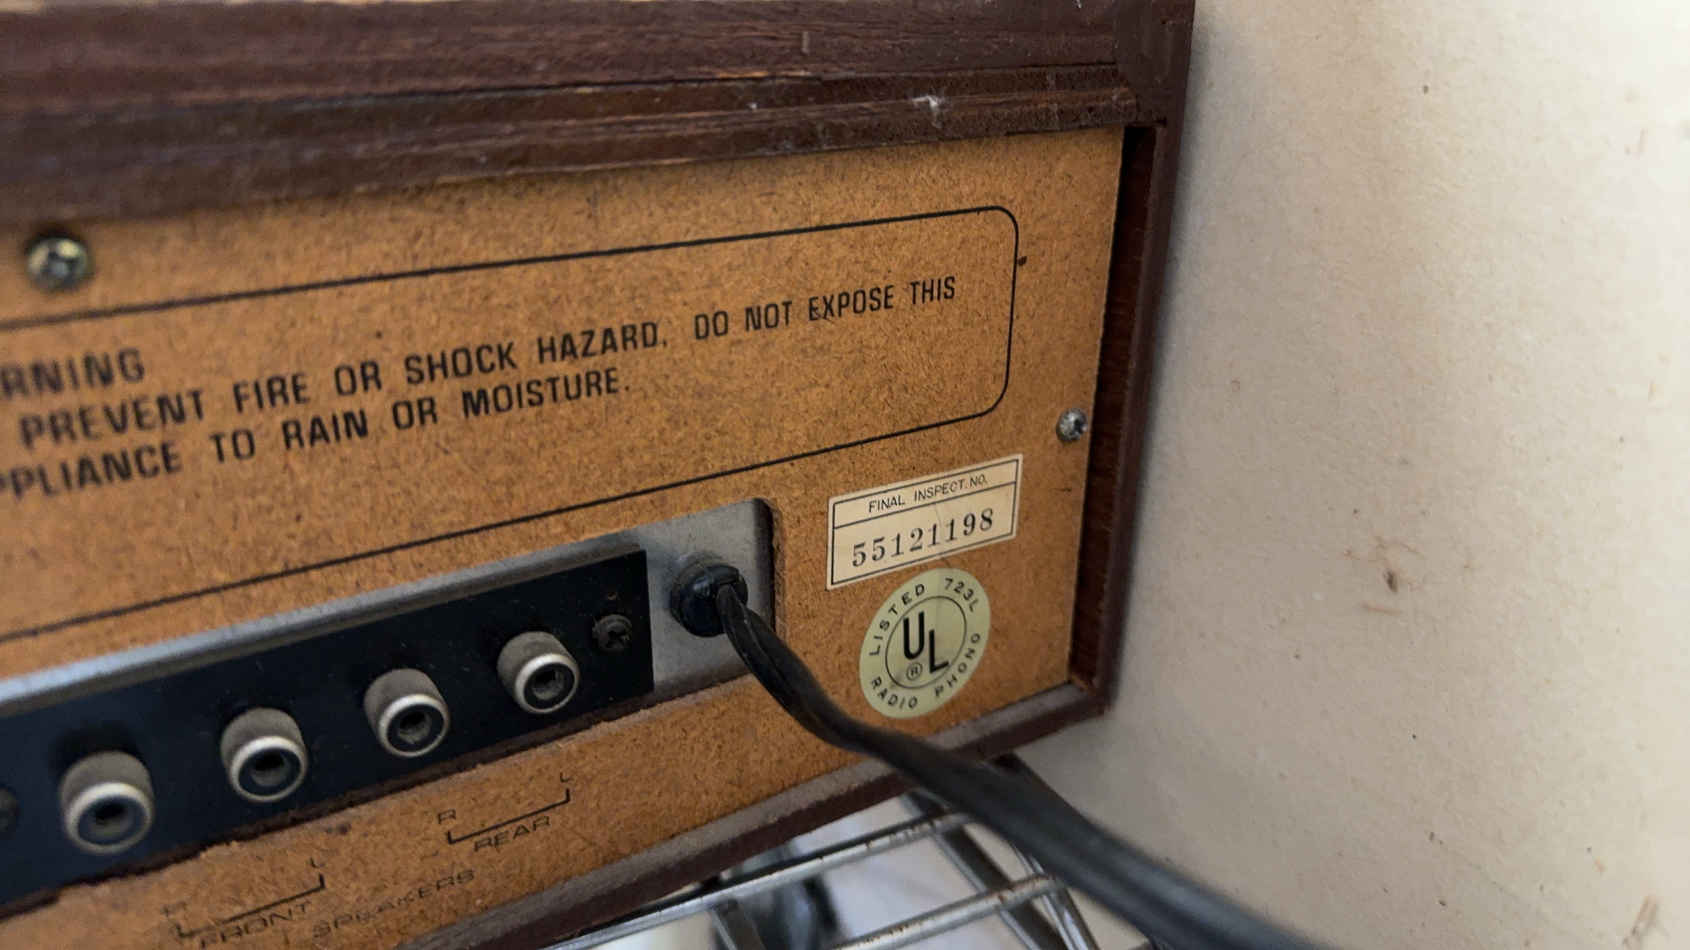 RNING
PREVENT FIRE OR SHOCK HAZARD, DO NOT EXPOSE THIS
PPLIANCE TO RAIN OR MOISTURE.
FINAL INSPECT. NO.
55121198
LISTED 723L
UL
®
RADIO PHONO
R L
REAR
R L
FRONT
SPEAKERS